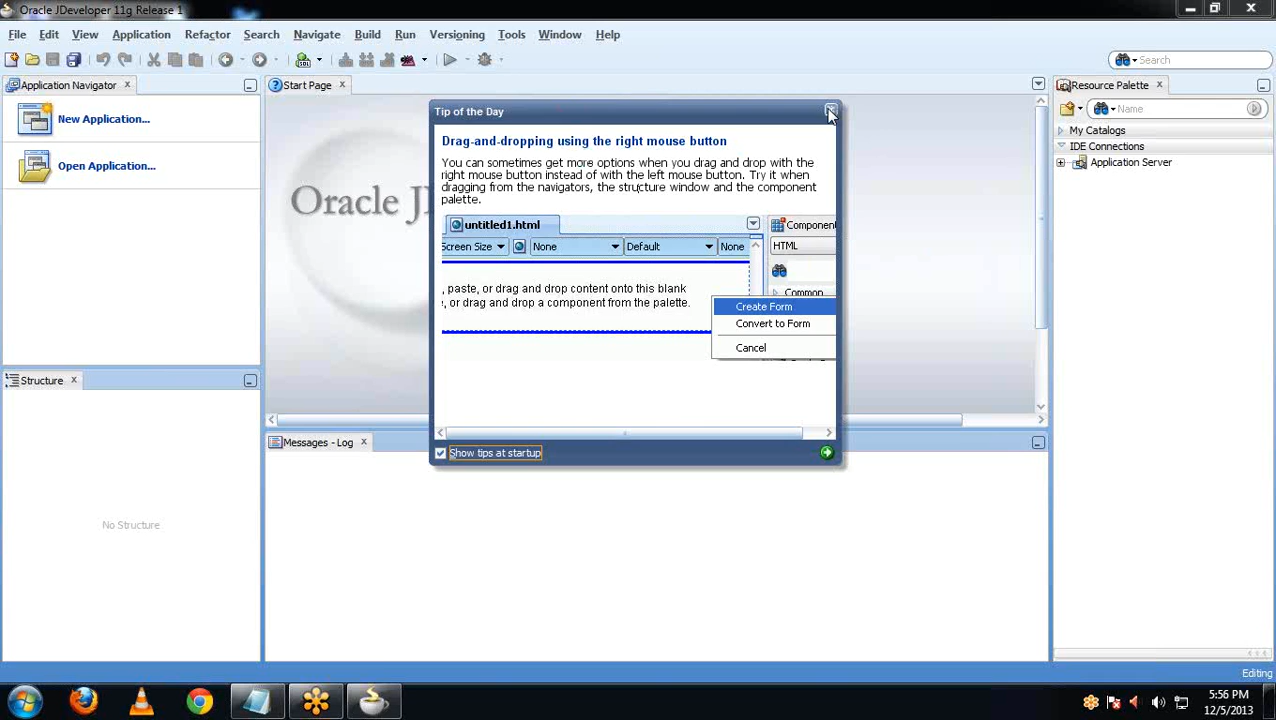 Oracle JDeveloper 11g Release 1
File Edit View Application Refactor Search Navigate Build Run Versioning Tools Window Help
Search
Application Navigator
Start Page
Resource Palette
New Application...
Open Application...
Name
My Catalogs
IDE Connections
Application Server
Oracle J
Tip of the Day
Drag-and-dropping using the right mouse button
You can sometimes get more options when you drag and drop with the
right mouse button instead of with the left mouse button. Try it when
dragging from the navigators, the structure window and the component
palette.
untitled1.html
Component
Screen Size None Default None
HTML
, paste, or drag and drop content onto this blank
, or drag and drop a component from the palette.
Common
Create Form
Convert to Form
Cancel
Show tips at startup
Structure
No Structure
Messages - Log
Editing
5:56 PM
12/5/2013